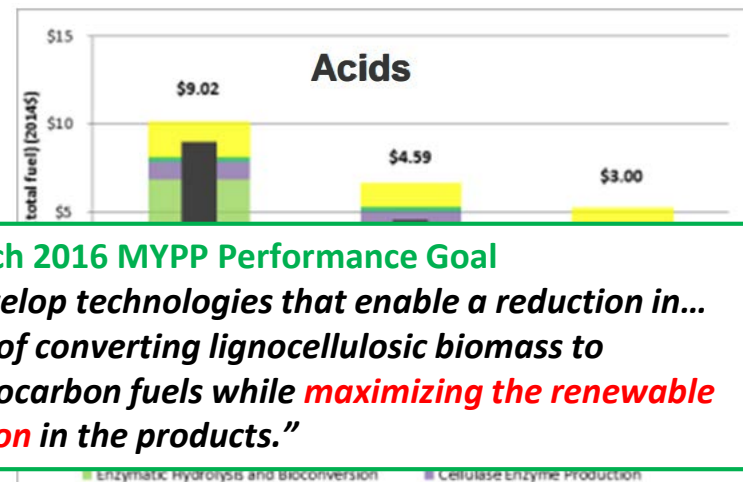 $15
Acids
$9.02
$10
$4.59
$3.00
total fuel) (2014$)
$5
ch 2016 MYPP Performance Goal
elop technologies that enable a reduction in…
of converting lignocellulosic biomass to
ocarbon fuels while maximizing the renewable
on in the products.”
Enzymatic Hydrolysis and Bioconversion
Cellulase Enzyme Production